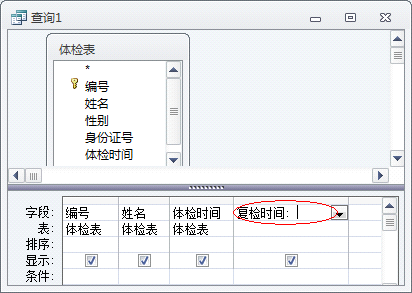 查询1
体检表
*
编号
姓名
性别
身份证号
体检时间
字段: 编号 姓名 体检时间 复检时间:
表: 体检表 体检表 体检表
排序:
显示:
条件: